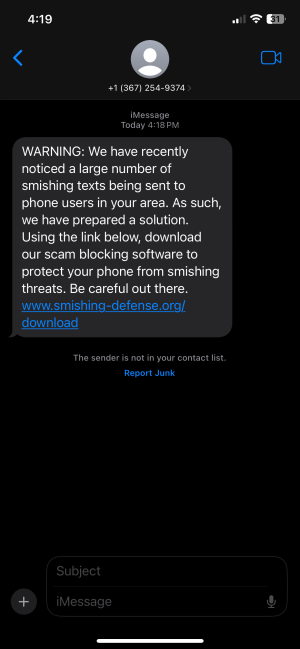 4:19
31
+1 (367) 254-9374
iMessage
Today 4:18 PM
WARNING: We have recently
noticed a large number of
smishing texts being sent to
phone users in your area. As such,
we have prepared a solution.
Using the link below, download
our scam blocking software to
protect your phone from smishing
threats. Be careful out there.
www.smishing-defense.org/
download
The sender is not in your contact list.
Report Junk
Subject
iMessage